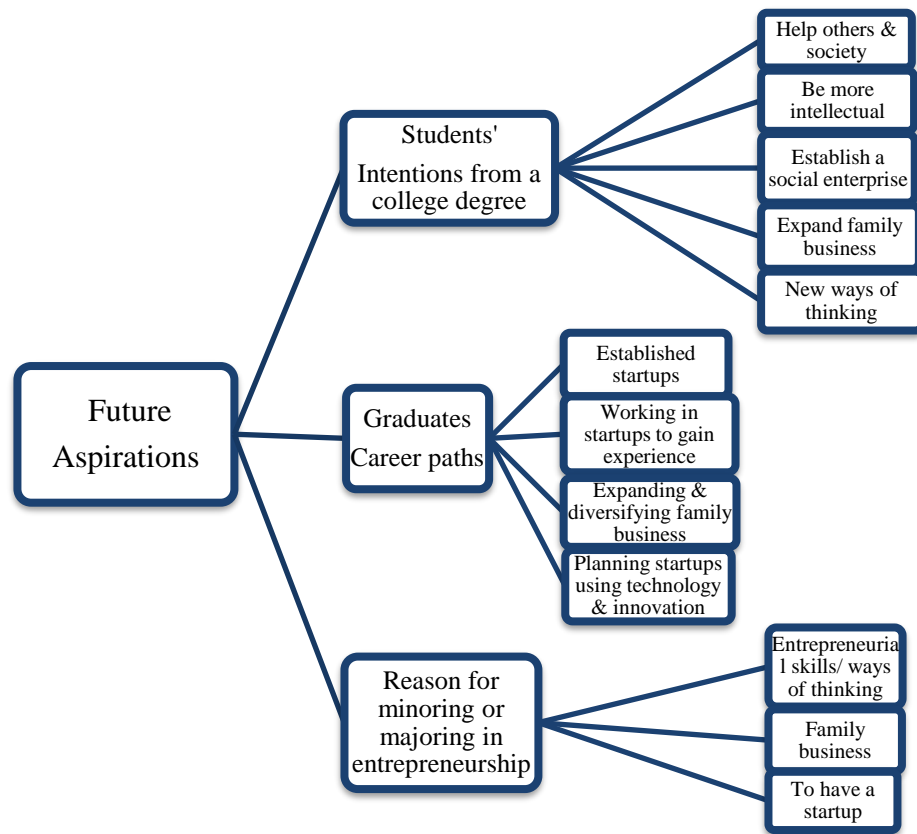 Future
Aspirations
Students'
Intentions from a
college degree
Help others &
society
Be more
intellectual
Establish a
social enterprise
Expand family
business
New ways of
thinking
Graduates
Career paths
Established
startups
Working in
startups to gain
experience
Expanding &
diversifying family
business
Planning startups
using technology
& innovation
Reason for
minoring or
majoring in
entrepreneurship
Entrepreneuria
l skills/ ways
of thinking
Family
business
To have a
startup